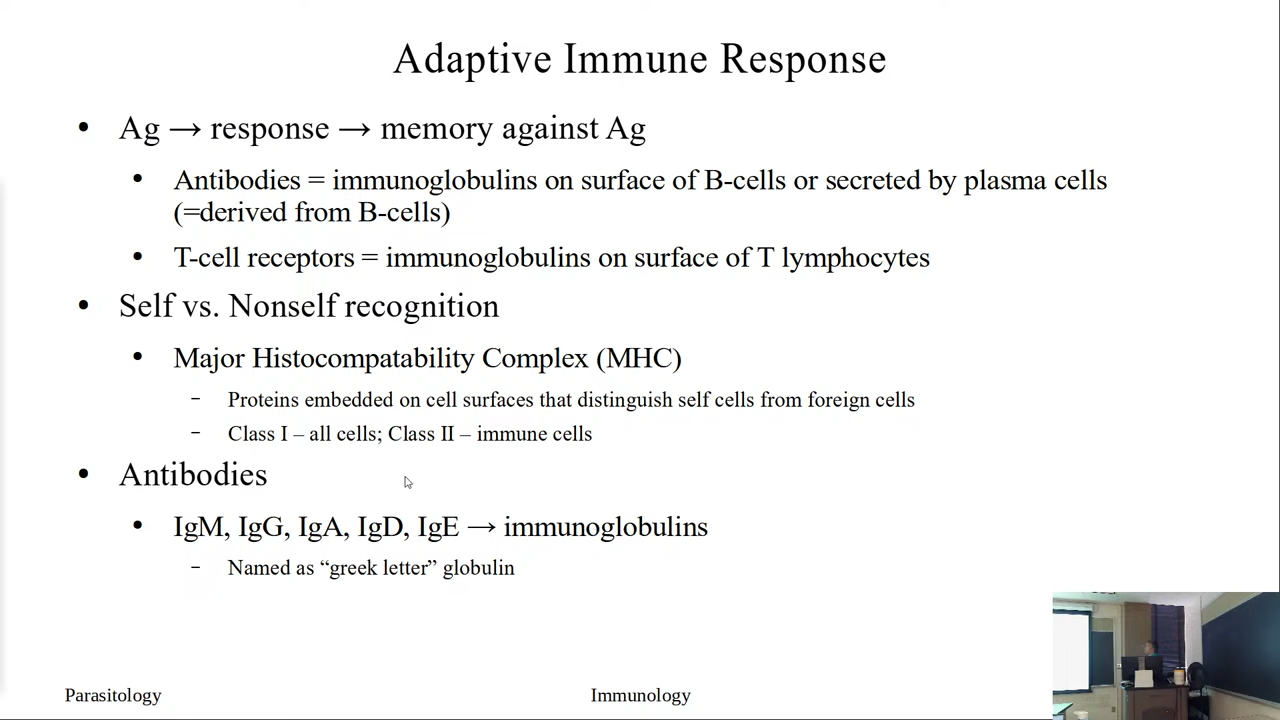 Adaptive Immune Response
• Ag → response → memory against Ag
• Antibodies = immunoglobulins on surface of B-cells or secreted by plasma cells
(=derived from B-cells)
• T-cell receptors = immunoglobulins on surface of T lymphocytes
• Self vs. Nonself recognition
• Major Histocompatability Complex (MHC)
– Proteins embedded on cell surfaces that distinguish self cells from foreign cells
– Class I – all cells; Class II – immune cells
• Antibodies
• IgM, IgG, IgA, IgD, IgE → immunoglobulins
– Named as “greek letter” globulin
Parasitology
Immunology